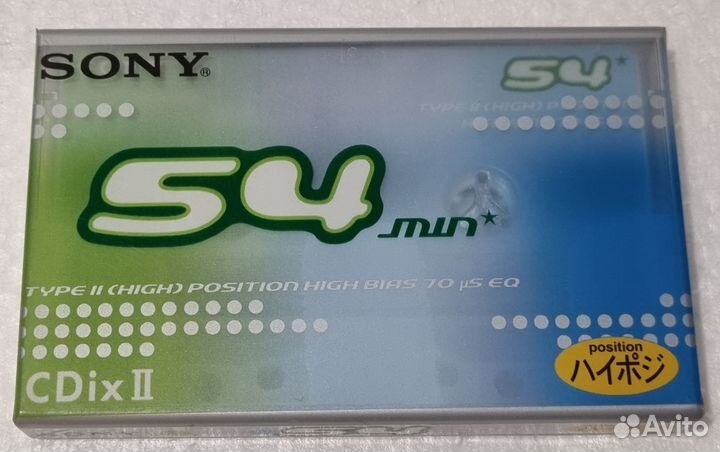 SONY®
54*
TYPE II (HIGH) P
54 min*
TYPE II (HIGH) POSITION HIGH BIAS 70 µS EQ
position
ハイポジ
CDix II
Avito